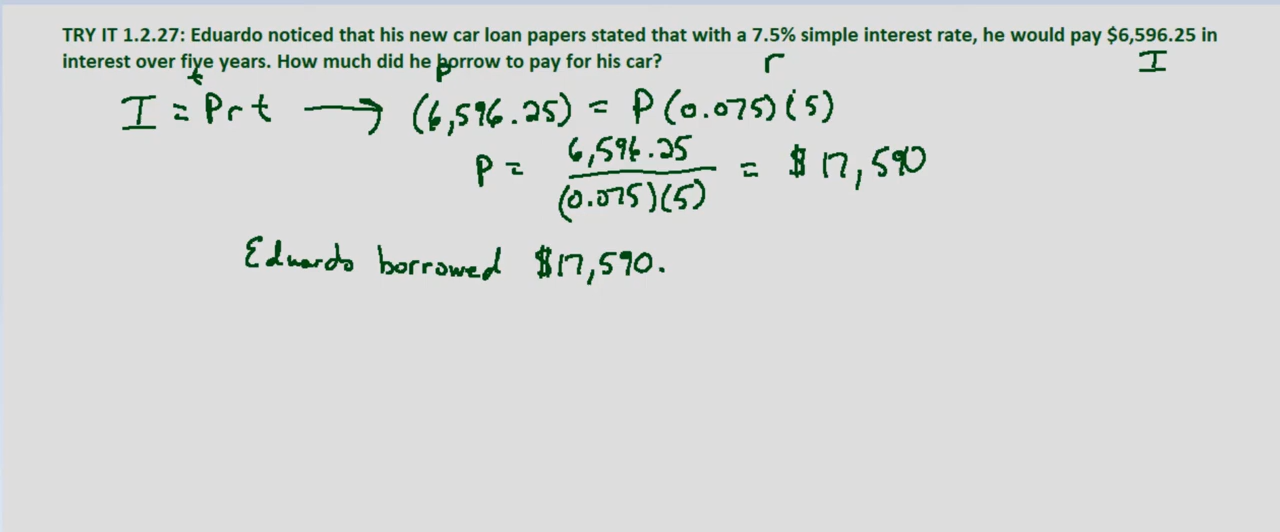 TRY IT 1.2.27: Eduardo noticed that his new car loan papers stated that with a 7.5% simple interest rate, he would pay $6,596.25 in
interest over five years. How much did he borrow to pay for his car?
t P r I
I = Prt ⟶ (6,596.25) = P(0.075)(5)
P = 6,596.25 / (0.075)(5) = $17,590
Eduardo borrowed $17,590.